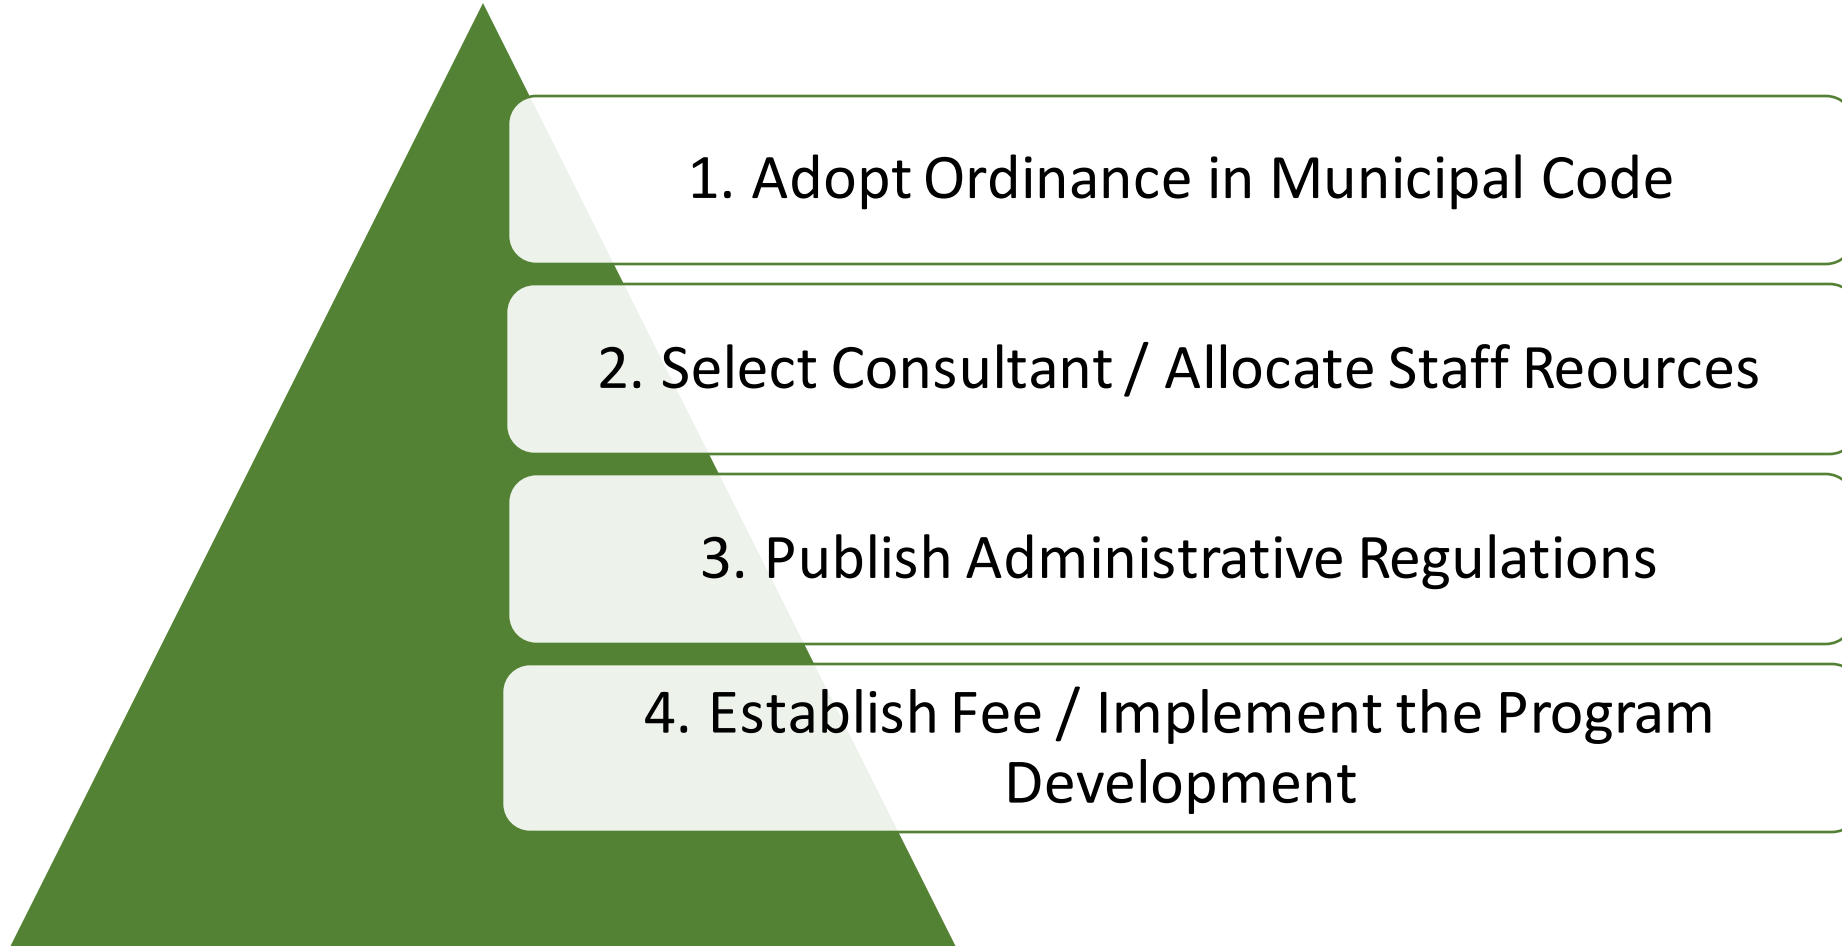 1. Adopt Ordinance in Municipal Code
2. Select Consultant / Allocate Staff Reources
3. Publish Administrative Regulations
4. Establish Fee / Implement the Program
Development